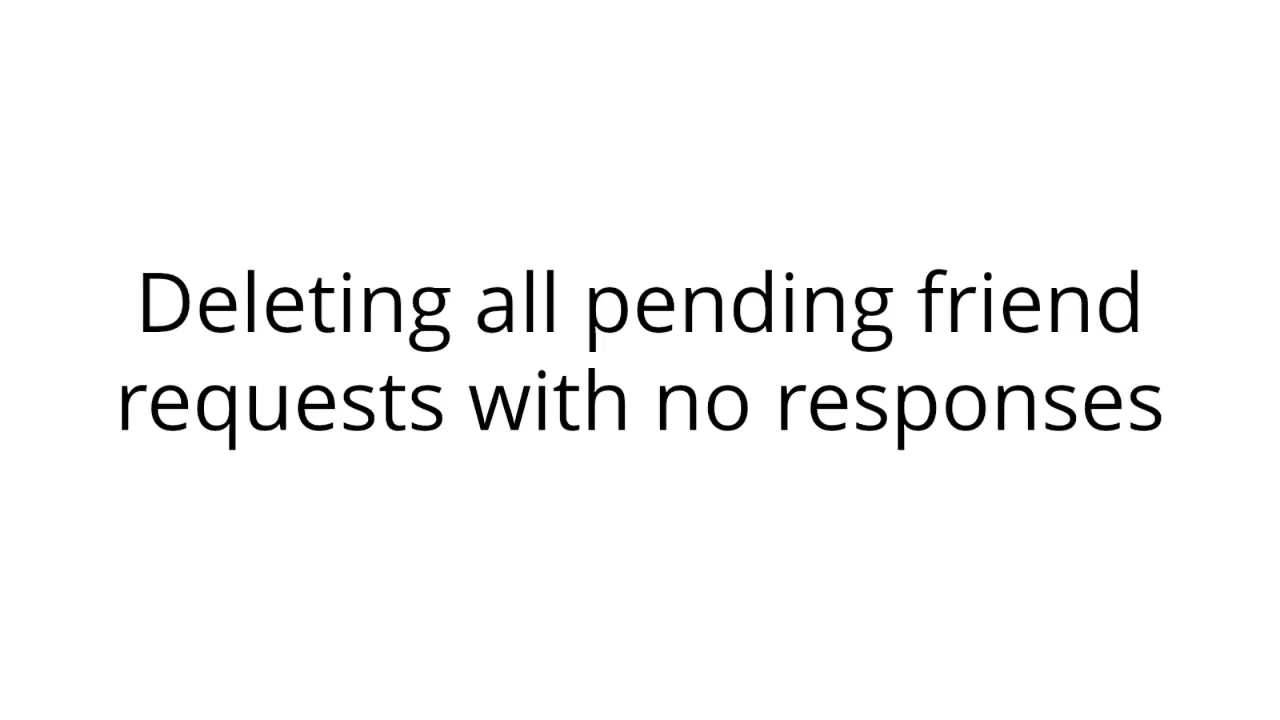 Deleting all pending friend
requests with no responses